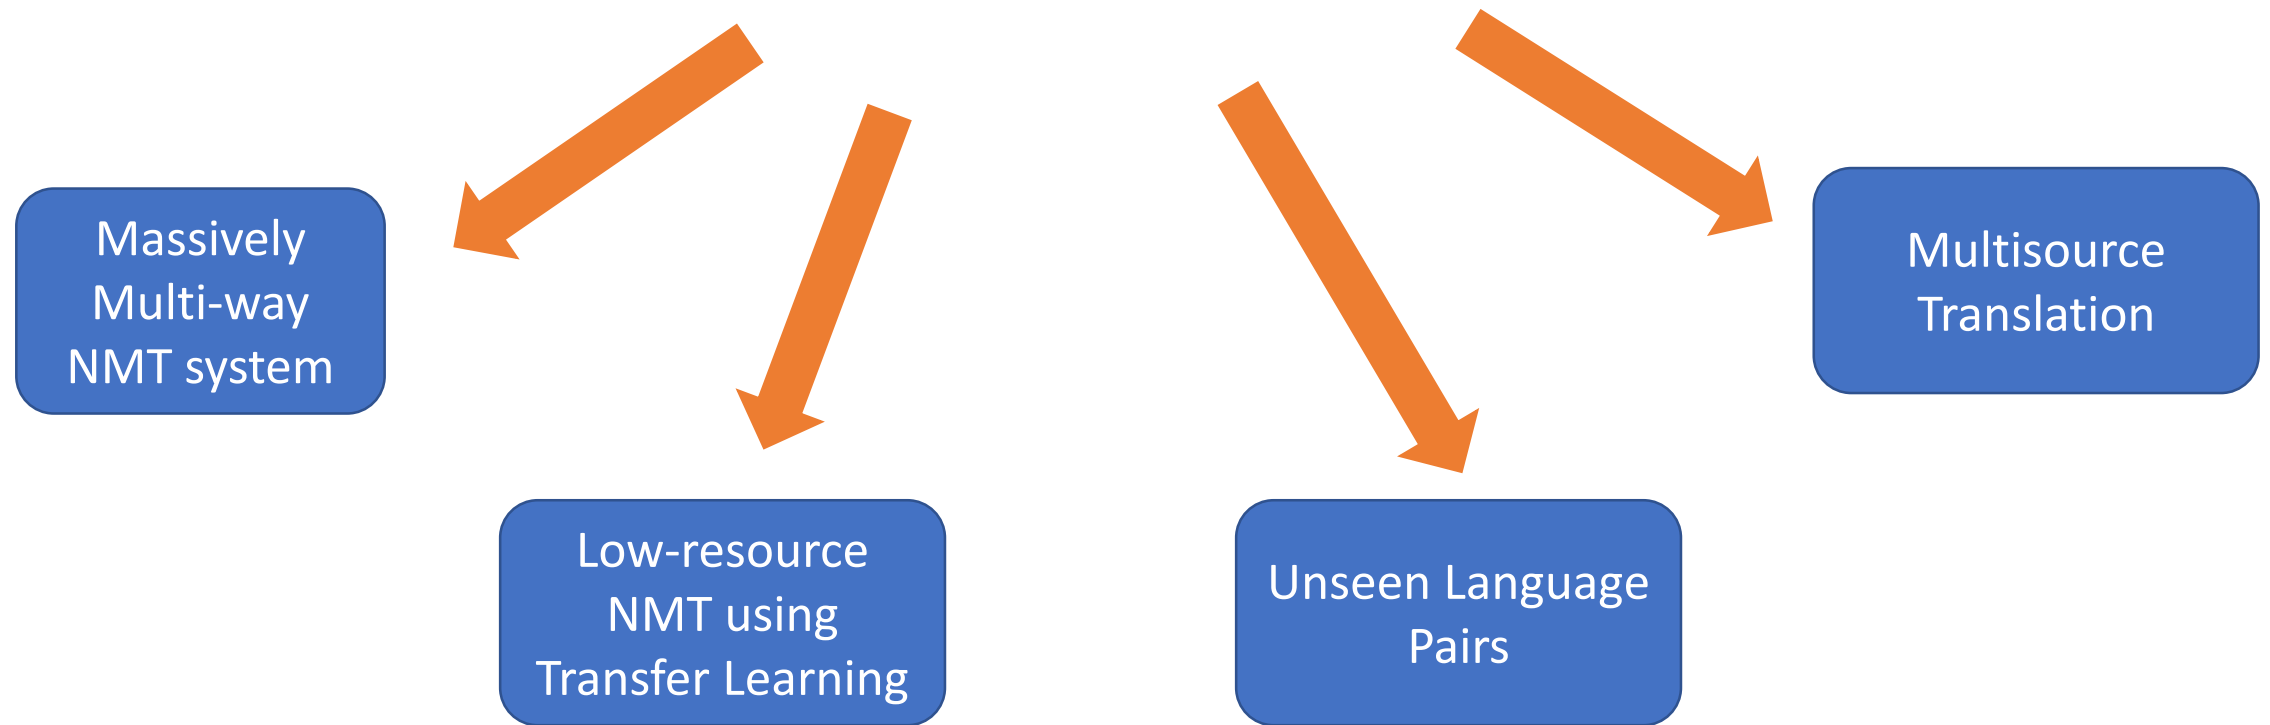 Massively
Multi-way
NMT system
Low-resource
NMT using
Transfer Learning
Unseen Language
Pairs
Multisource
Translation